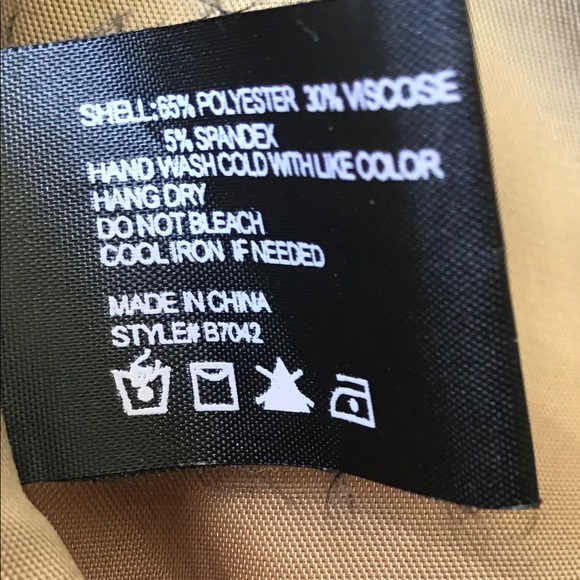 SHELL: 65% POLYESTER 30% VISCOSE
5% SPANDEX
HAND WASH COLD WITH LIKE COLOR
HANG DRY
DO NOT BLEACH
COOL IRON IF NEEDED
MADE IN CHINA
STYLE# B7042